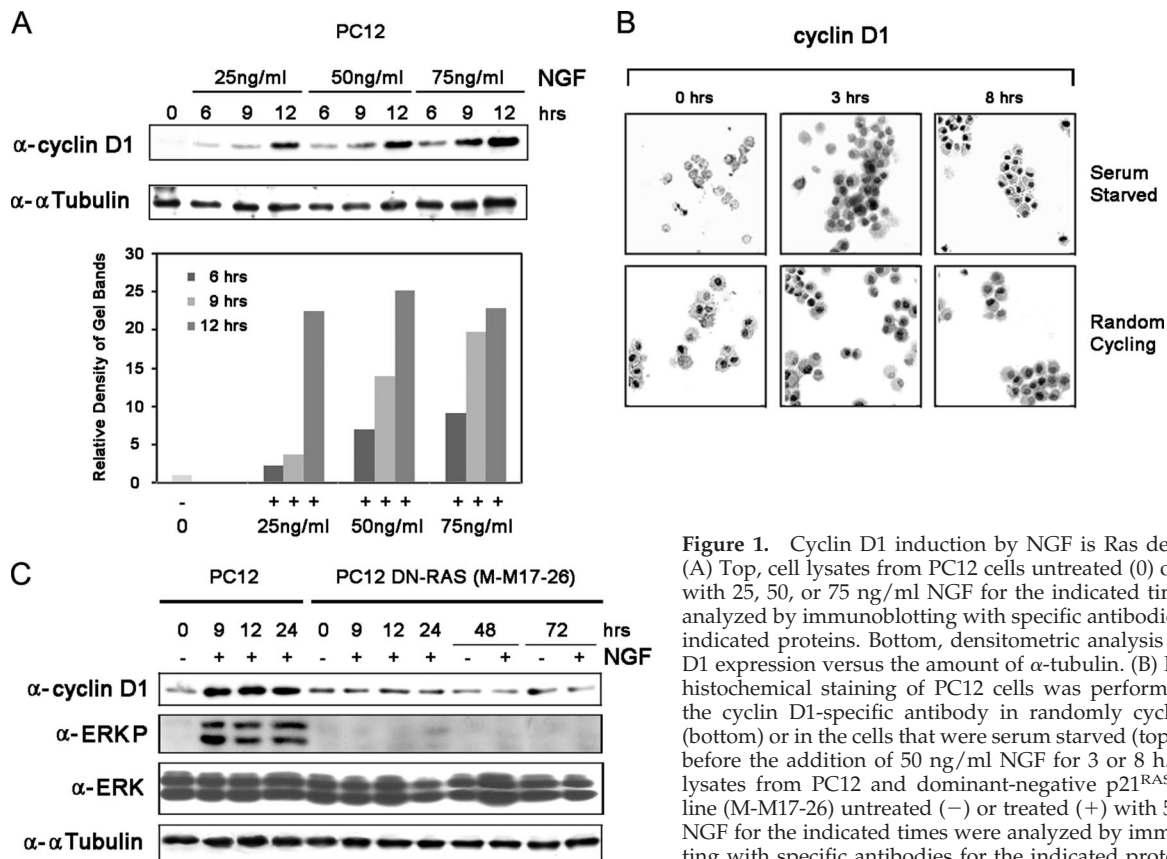 A
PC12
25ng/ml 50ng/ml 75ng/ml NGF
0 6 9 12 6 9 12 6 9 12 hrs
α-cyclin D1
α-αTubulin
Relative Density of Gel Bands
30
25
20
15
10
5
0
6 hrs
9 hrs
12 hrs
- + + + + + + + + +
0 25ng/ml 50ng/ml 75ng/ml
B
cyclin D1
0 hrs 3 hrs 8 hrs
Serum
Starved
Random
Cycling
C
PC12 PC12 DN-RAS (M-M17-26)
0 9 12 24 0 9 12 24 48 72 hrs
- + + + - + + + - + - + NGF
α-cyclin D1
α-ERKP
α-ERK
α-αTubulin
Figure 1. Cyclin D1 induction by NGF is Ras de
(A) Top, cell lysates from PC12 cells untreated (0) o
with 25, 50, or 75 ng/ml NGF for the indicated tim
analyzed by immunoblotting with specific antibodie
indicated proteins. Bottom, densitometric analysis
D1 expression versus the amount of α-tubulin. (B) I
histochemical staining of PC12 cells was perform
the cyclin D1-specific antibody in randomly cycl
(bottom) or in the cells that were serum starved (top
before the addition of 50 ng/ml NGF for 3 or 8 h.
lysates from PC12 and dominant-negative p21RAS
line (M-M17-26) untreated (−) or treated (+) with 5
NGF for the indicated times were analyzed by imm
ting with specific antibodies for the indicated prote